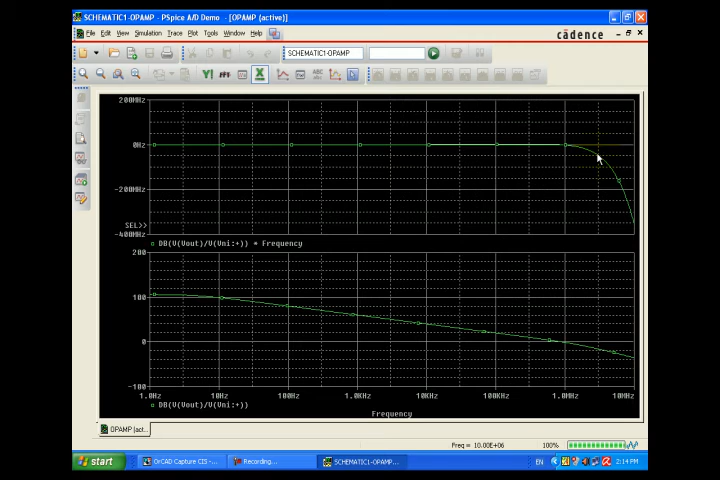 SCHEMATIC1-OPAMP - PSpice A/D Demo - [OPAMP (active)]
File Edit View Simulation Trace Plot Tools Window Help
cādence
SCHEMATIC1-OPAMP
200MHz
0Hz
-200MHz
SEL>>
-400MHz
DB(V(Vout)/V(Vni:+)) * Frequency
200
100
0
-100
1.0Hz 10Hz 100Hz 1.0KHz 10KHz 100KHz 1.0MHz 10MHz
DB(V(Vout)/V(Vni:+))
Frequency
OPAMP (act...
Freq = 10.00E+06 100%
start OrCAD Capture CIS -... Recording... SCHEMATIC1-OPAMP... EN 2:14 PM